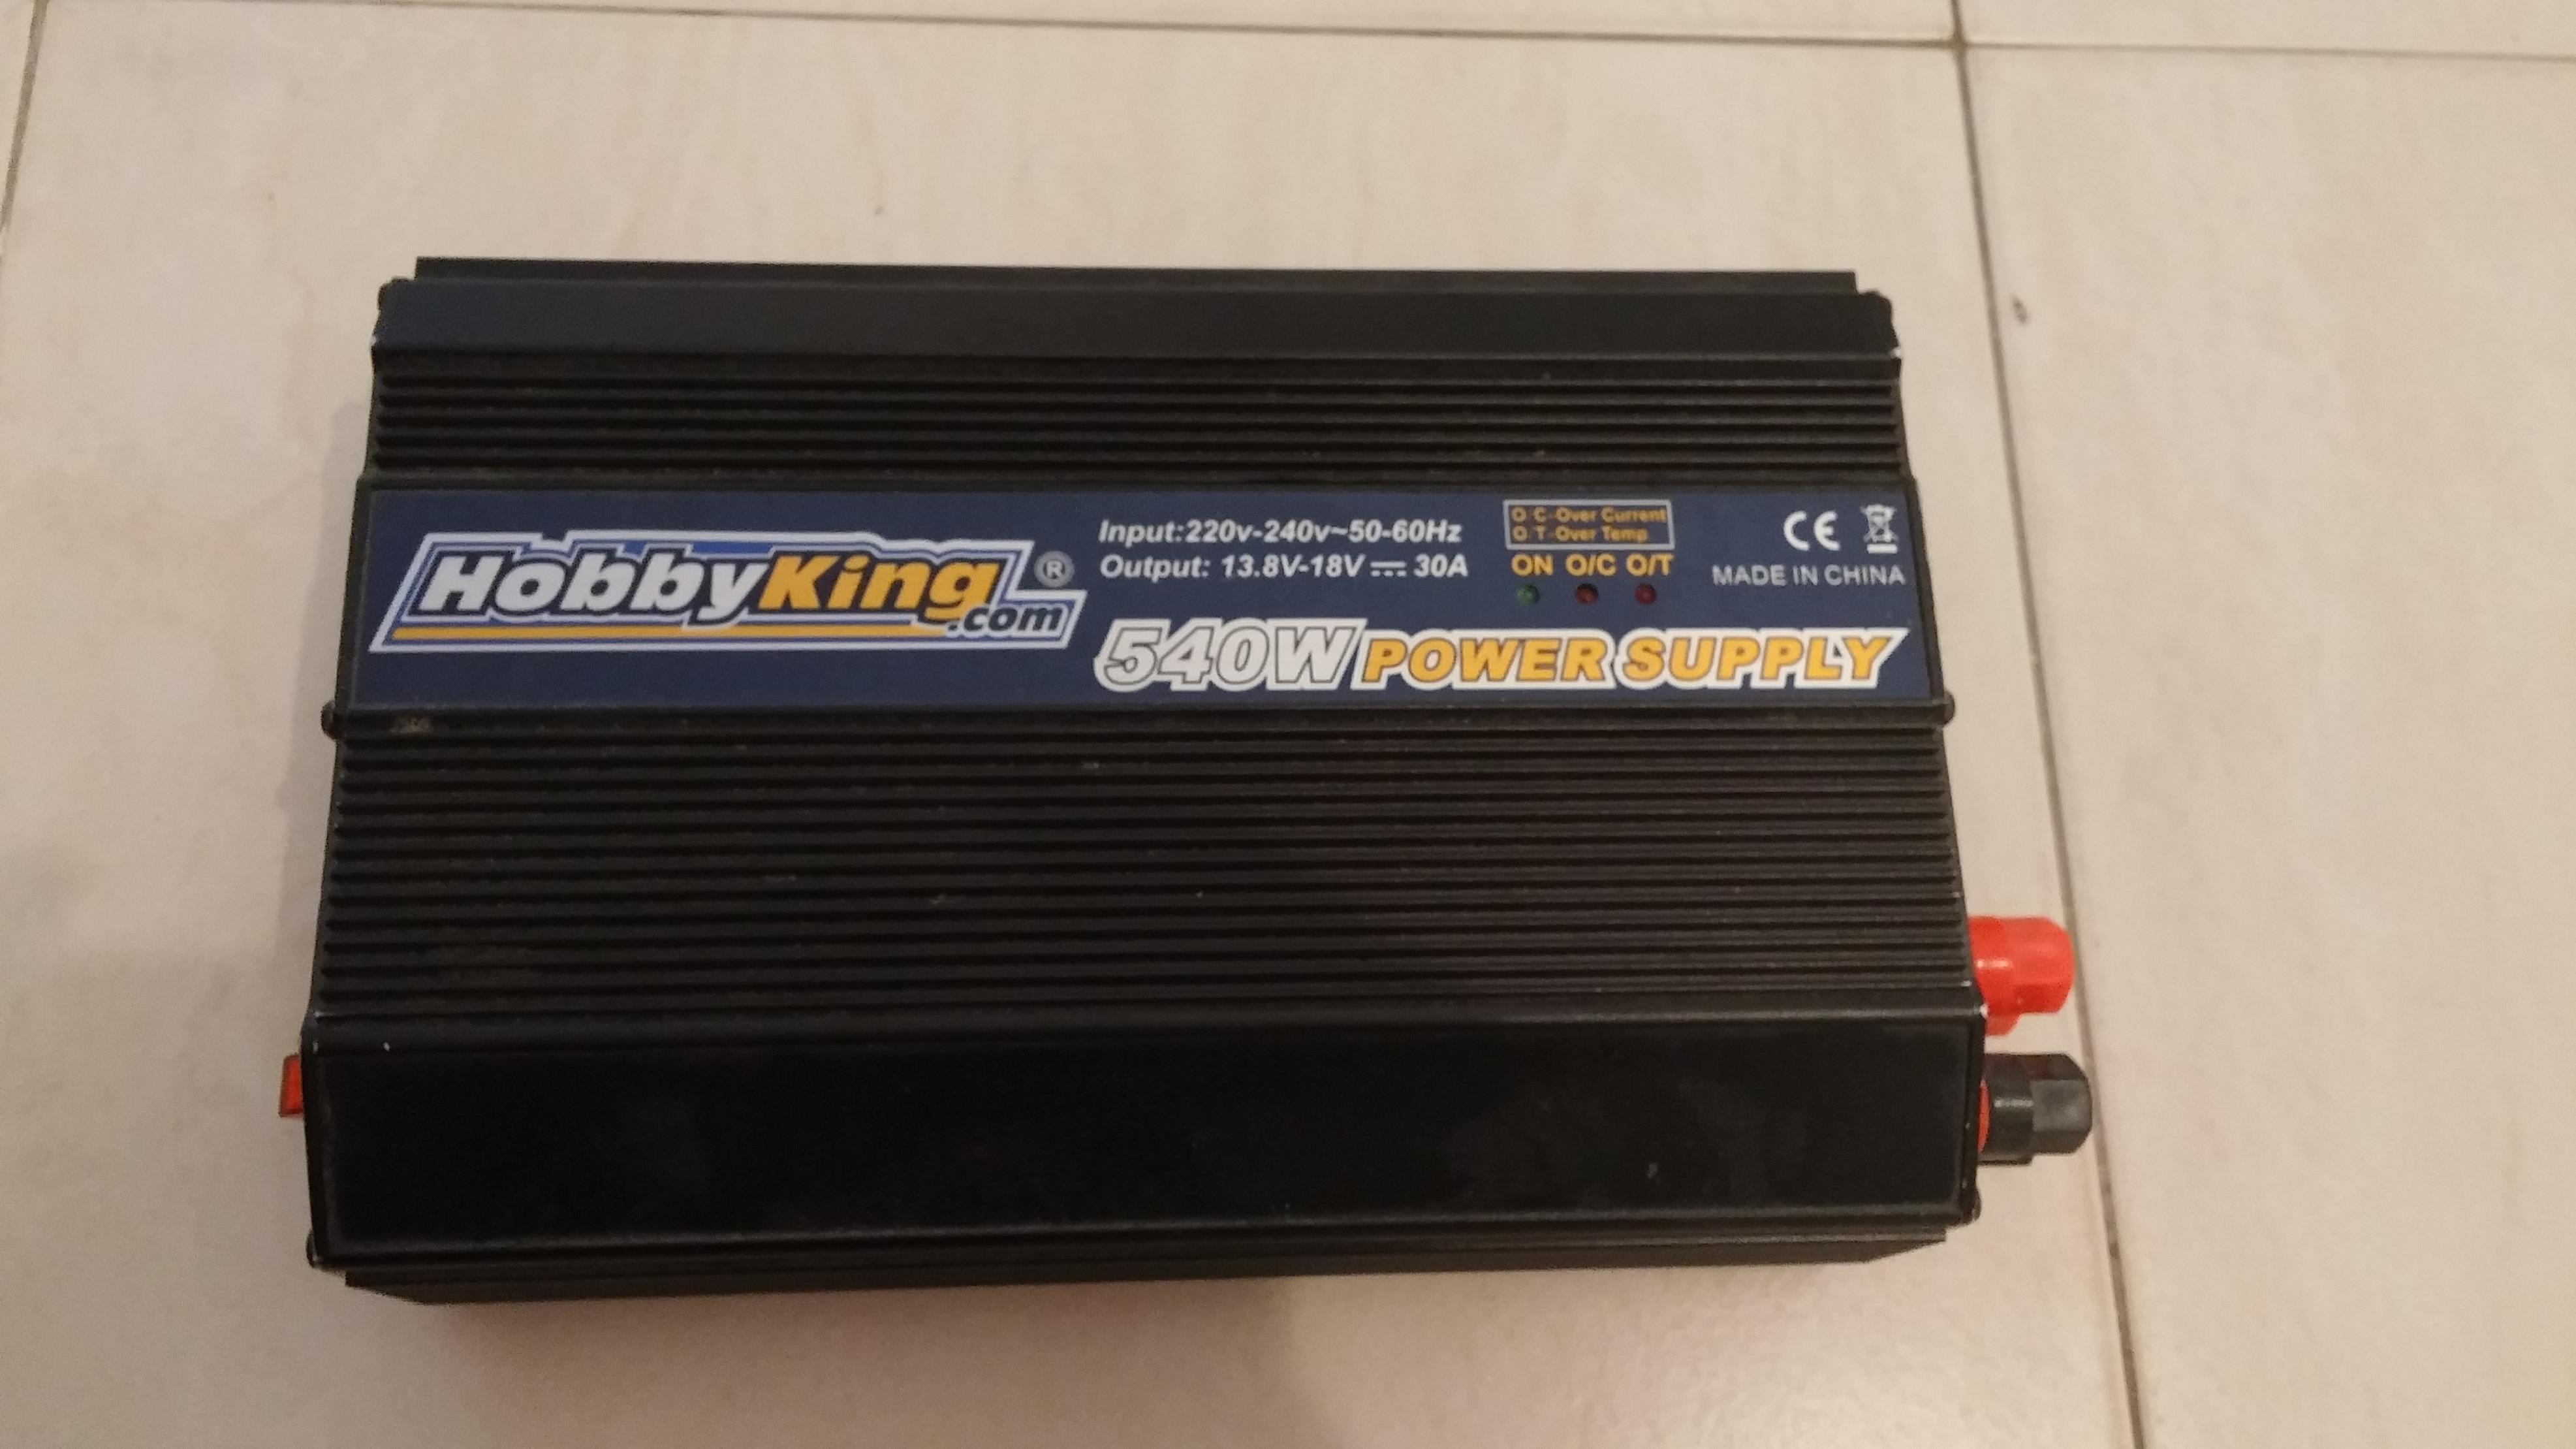 HobbyKing.com ®
Input:220v-240v~50-60Hz
Output: 13.8V-18V ⎓ 30A
O/C-Over Current
O/T-Over Temp
ON O/C O/T
CE
MADE IN CHINA
540W POWER SUPPLY